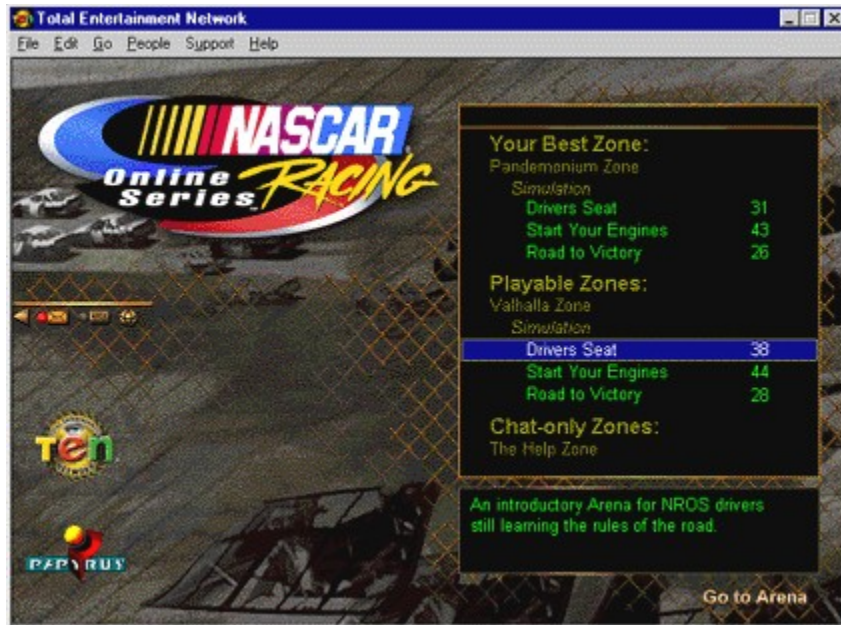 Total Entertainment Network
File Edit Go People Support Help
NASCAR
RACING
Online
Series
Your Best Zone:
Pandemonium Zone
Simulation
Drivers Seat 31
Start Your Engines 43
Road to Victory 26
Playable Zones:
Valhalla Zone
Simulation
Drivers Seat 38
Start Your Engines 44
Road to Victory 28
Chat-only Zones:
The Help Zone
TEN
PAPYRUS
An introductory Arena for NROS drivers
still learning the rules of the road.
Go to Arena